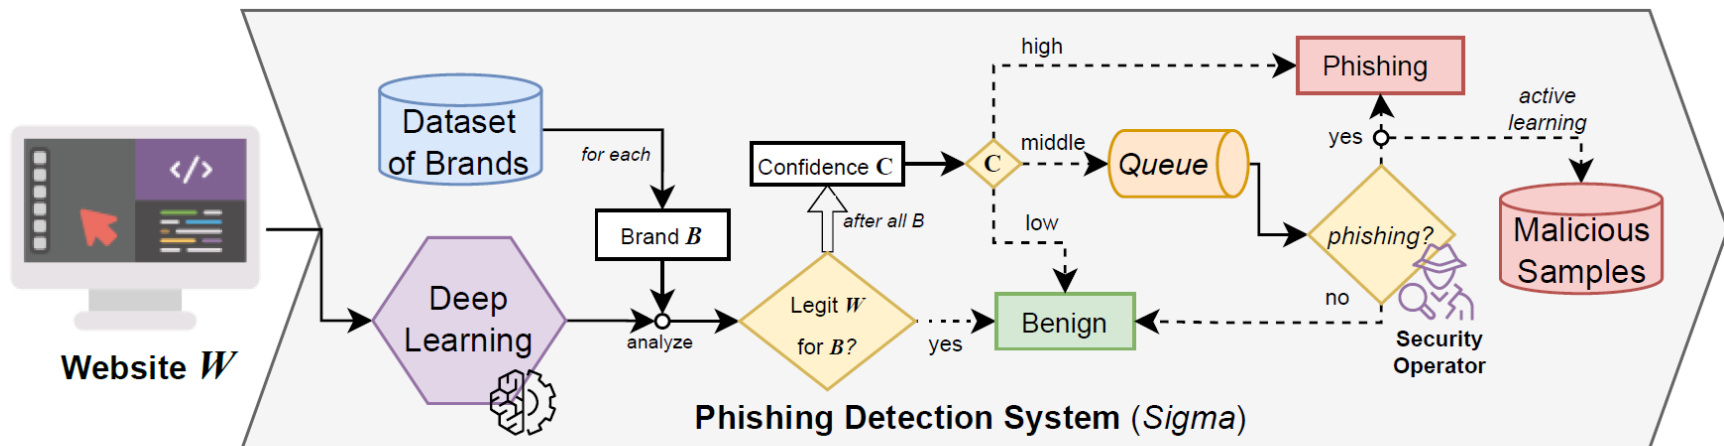 Website W
Dataset
of Brands
for each
Brand B
Deep
Learning
analyze
Legit W
for B?
yes
after all B
Confidence C
C
high
middle
low
Queue
Benign
Phishing
phishing?
yes
no
active
learning
Malicious
Samples
Security
Operator
Phishing Detection System (Sigma)